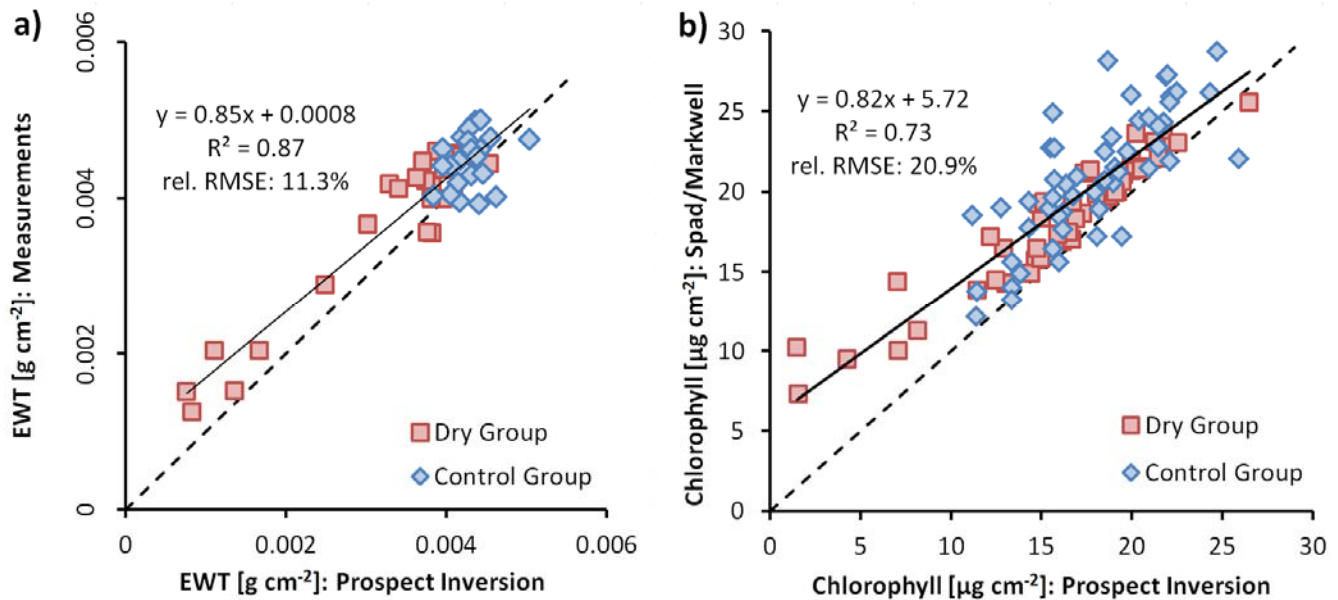 a)
EWT [g cm⁻²]: Measurements
0.006
0.004
0.002
0
y = 0.85x + 0.0008
R² = 0.87
rel. RMSE: 11.3%
Dry Group
Control Group
0 0.002 0.004 0.006
EWT [g cm⁻²]: Prospect Inversion
b)
Chlorophyll [µg cm⁻²]: Spad/Markwell
30
25
20
15
10
5
0
y = 0.82x + 5.72
R² = 0.73
rel. RMSE: 20.9%
Dry Group
Control Group
0 5 10 15 20 25 30
Chlorophyll [µg cm⁻²]: Prospect Inversion